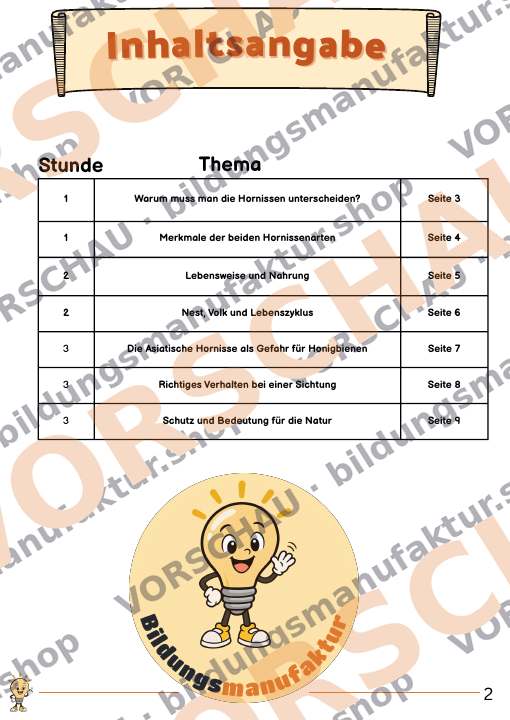 Inhaltsangabe
Stunde Thema
1 Warum muss man die Hornissen unterscheiden? Seite 3
1 Merkmale der beiden Hornissenarten Seite 4
2 Lebensweise und Nahrung Seite 5
2 Nest, Volk und Lebenszyklus Seite 6
3 Die Asiatische Hornisse als Gefahr für Honigbienen Seite 7
3 Richtiges Verhalten bei einer Sichtung Seite 8
3 Schutz und Bedeutung für die Natur Seite 9
Bildungsmanufaktur
2
VORSCHAU · bildungsmanufaktur.shop